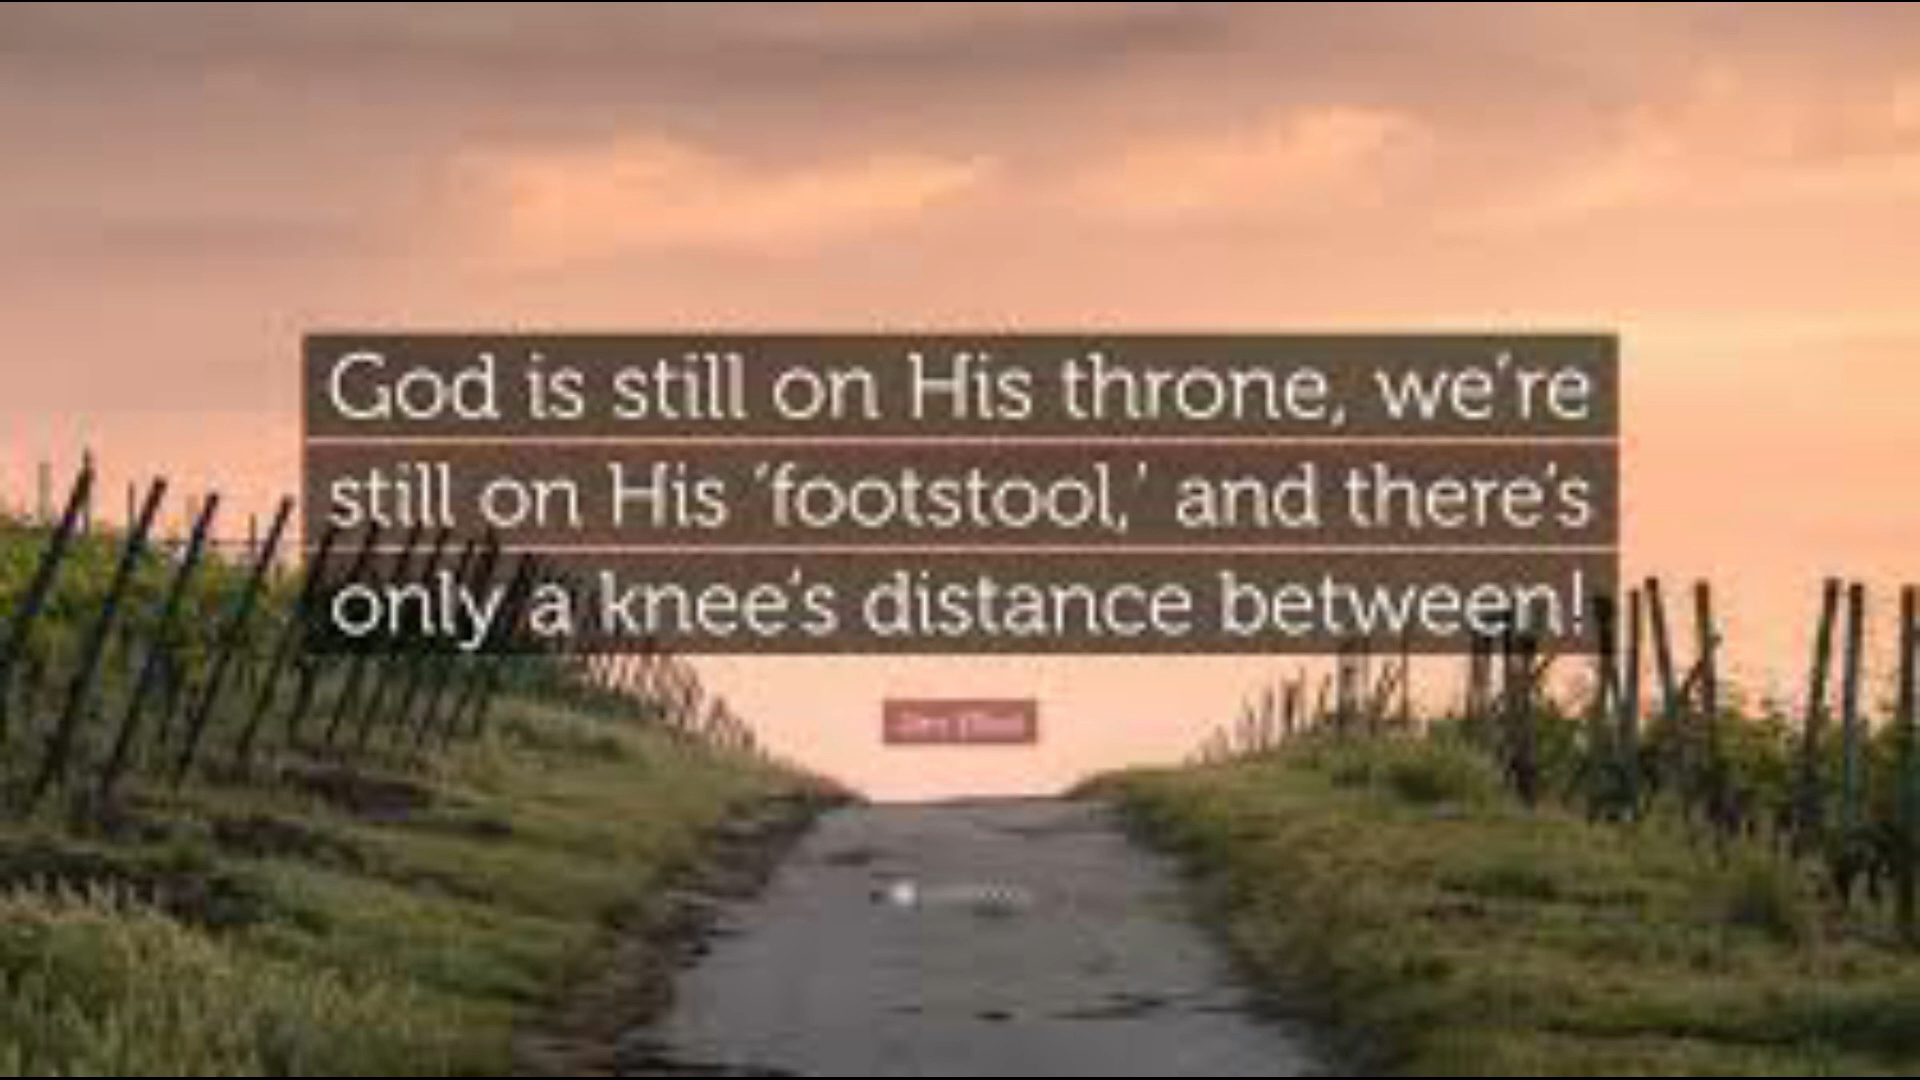 God is still on His throne, we're
still on His 'footstool,' and there's
only a knee's distance between!